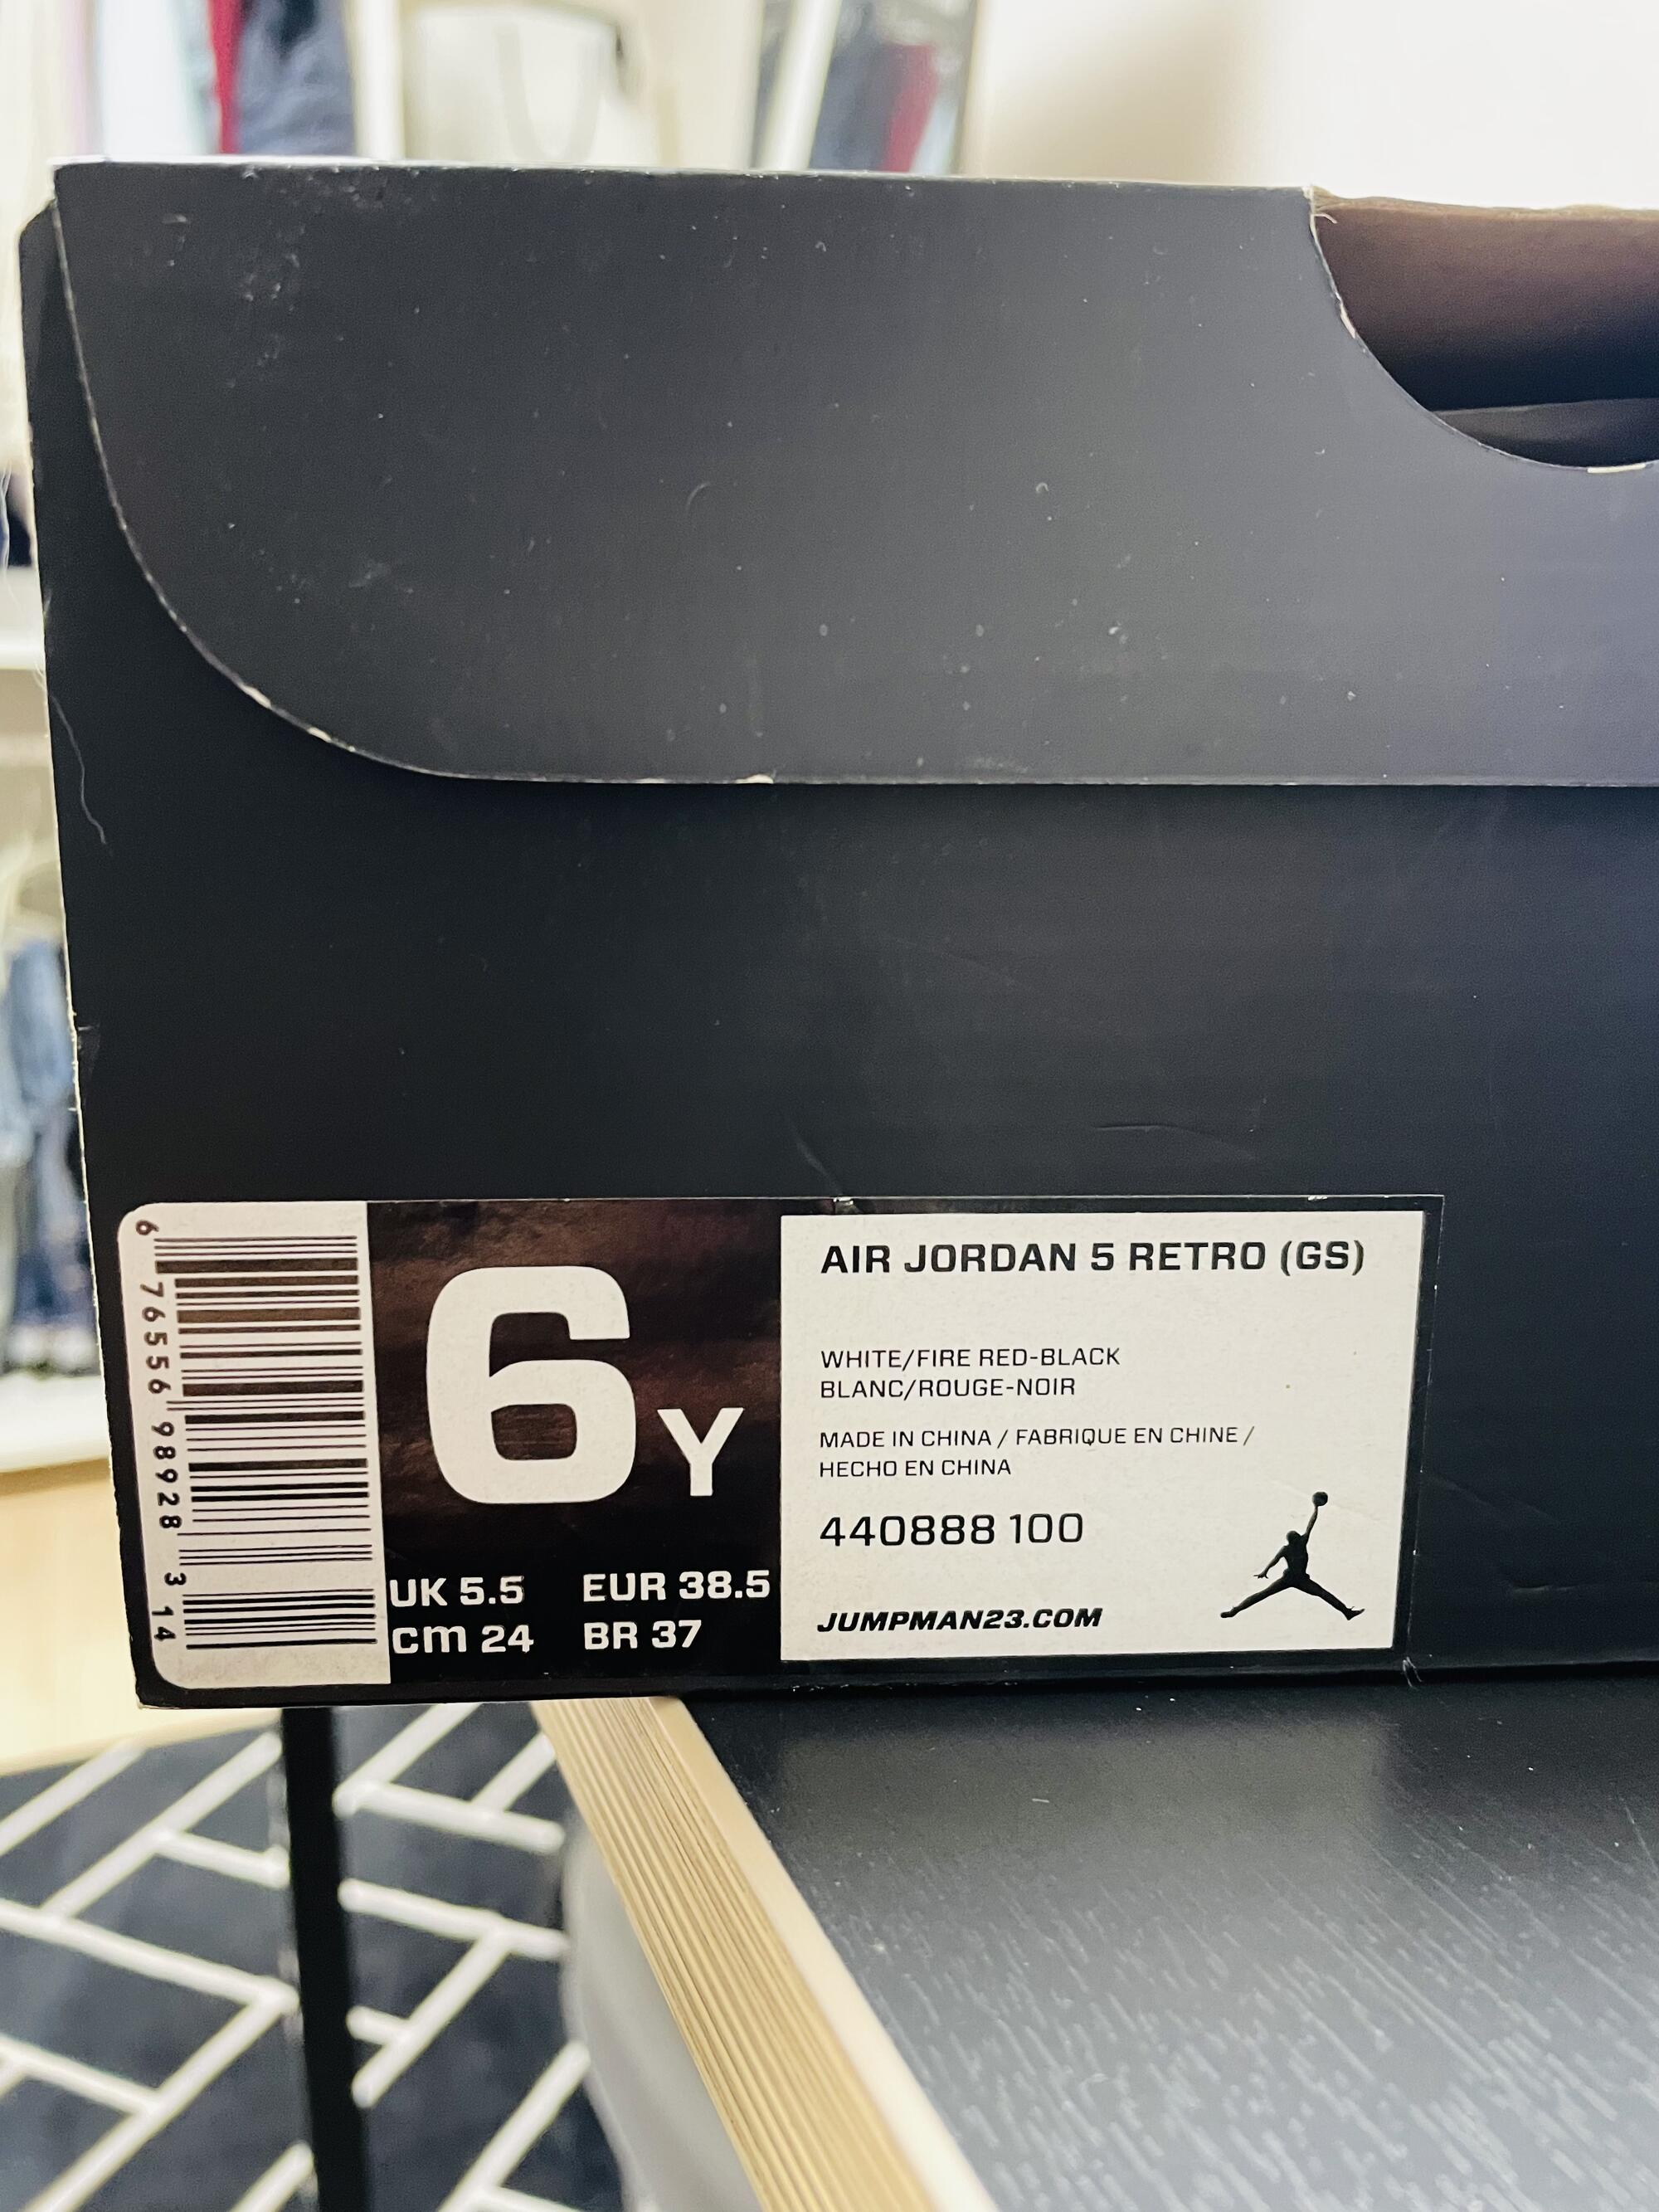 6 76556 98928 3 14
6Y
UK 5.5 EUR 38.5
cm 24 BR 37
AIR JORDAN 5 RETRO (GS)
WHITE/FIRE RED-BLACK
BLANC/ROUGE-NOIR
MADE IN CHINA / FABRIQUE EN CHINE /
HECHO EN CHINA
440888 100
JUMPMAN23.COM